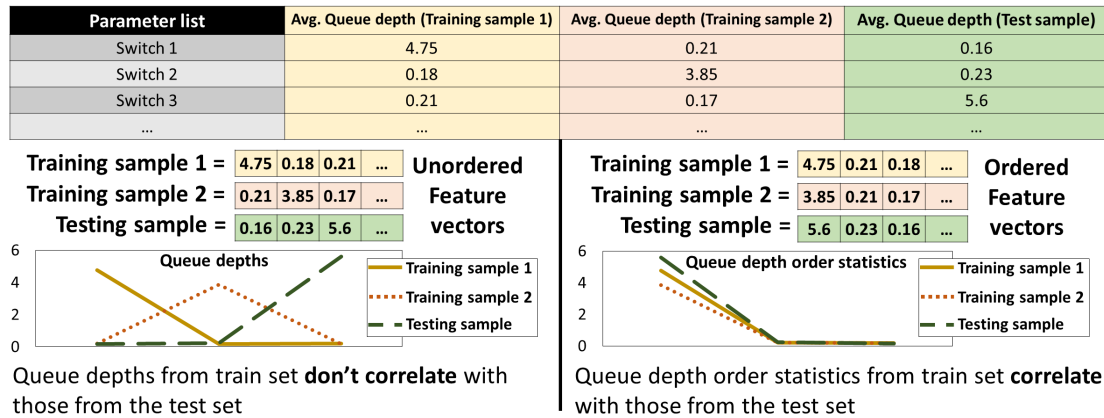 Parameter list Avg. Queue depth (Training sample 1) Avg. Queue depth (Training sample 2) Avg. Queue depth (Test sample)
Switch 1 4.75 0.21 0.16
Switch 2 0.18 3.85 0.23
Switch 3 0.21 0.17 5.6
... ... ... ...
Training sample 1 = 4.75 0.18 0.21 ... Unordered
Training sample 2 = 0.21 3.85 0.17 ... Feature
Testing sample = 0.16 0.23 5.6 ... vectors
Queue depths
6
4
2
0
Training sample 1
Training sample 2
Testing sample
Queue depths from train set don't correlate with
those from the test set
Training sample 1 = 4.75 0.21 0.18 ... Ordered
Training sample 2 = 3.85 0.21 0.17 ... Feature
Testing sample = 5.6 0.23 0.16 ... vectors
Queue depth order statistics
6
4
2
0
Training sample 1
Training sample 2
Testing sample
Queue depth order statistics from train set correlate
with those from the test set